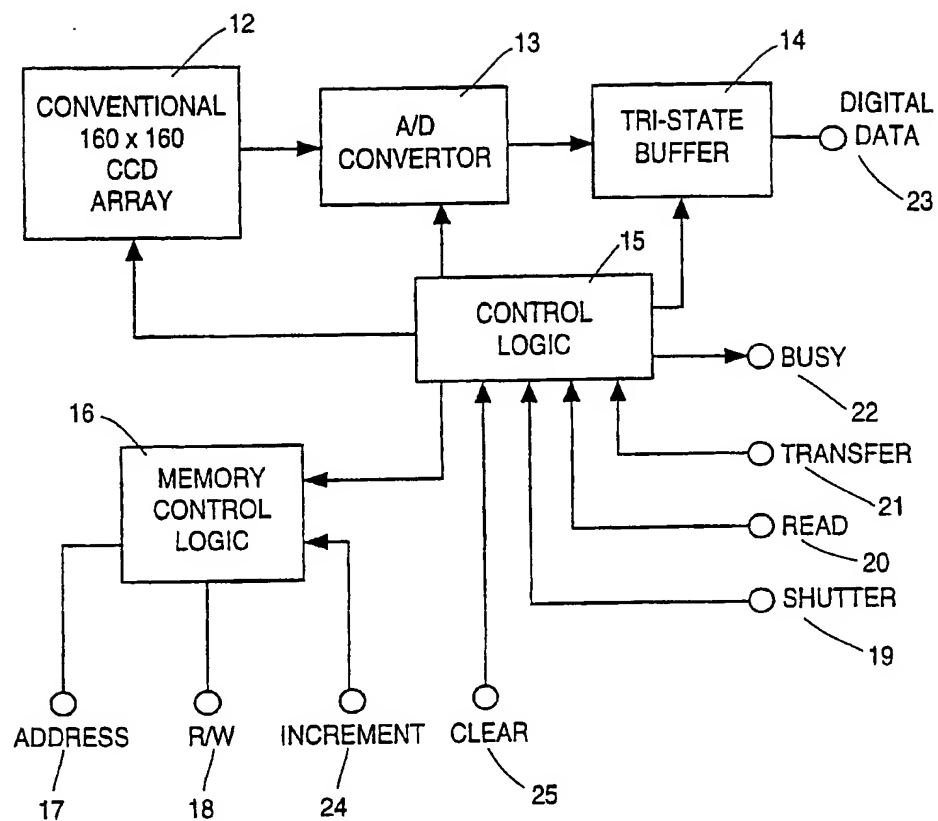 12
13
14
CONVENTIONAL
160 x 160
CCD
ARRAY
A/D
CONVERTOR
TRI-STATE
BUFFER
DIGITAL
DATA
23
15
CONTROL
LOGIC
BUSY
22
16
MEMORY
CONTROL
LOGIC
TRANSFER
21
READ
20
SHUTTER
19
ADDRESS
R/W
INCREMENT
CLEAR
17
18
24
25